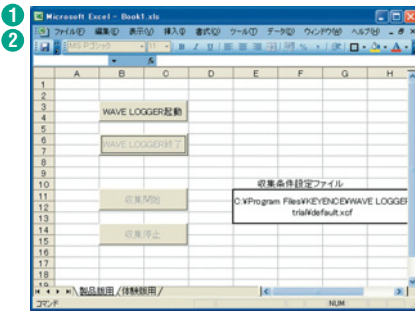 1
2
Microsoft Excel - Book1.xls
ファイル(F) 編集(E) 表示(V) 挿入(I) 書式(O) ツール(T) データ(D) ウィンドウ(W) ヘルプ(H)
MS Pゴシック 11 B I U
A B C D E F G H
1
2
3
WAVE LOGGER起動
4
5
6
WAVE LOGGER終了
7
8
9
10
収集条件設定ファイル
11
収集開始
C:¥Program Files¥KEYENCE¥WAVE LOGGER
12
trial¥default.xcf
13
14
収集停止
15
16
17
18
19
製品版用 / 体験版用
コマンド NUM